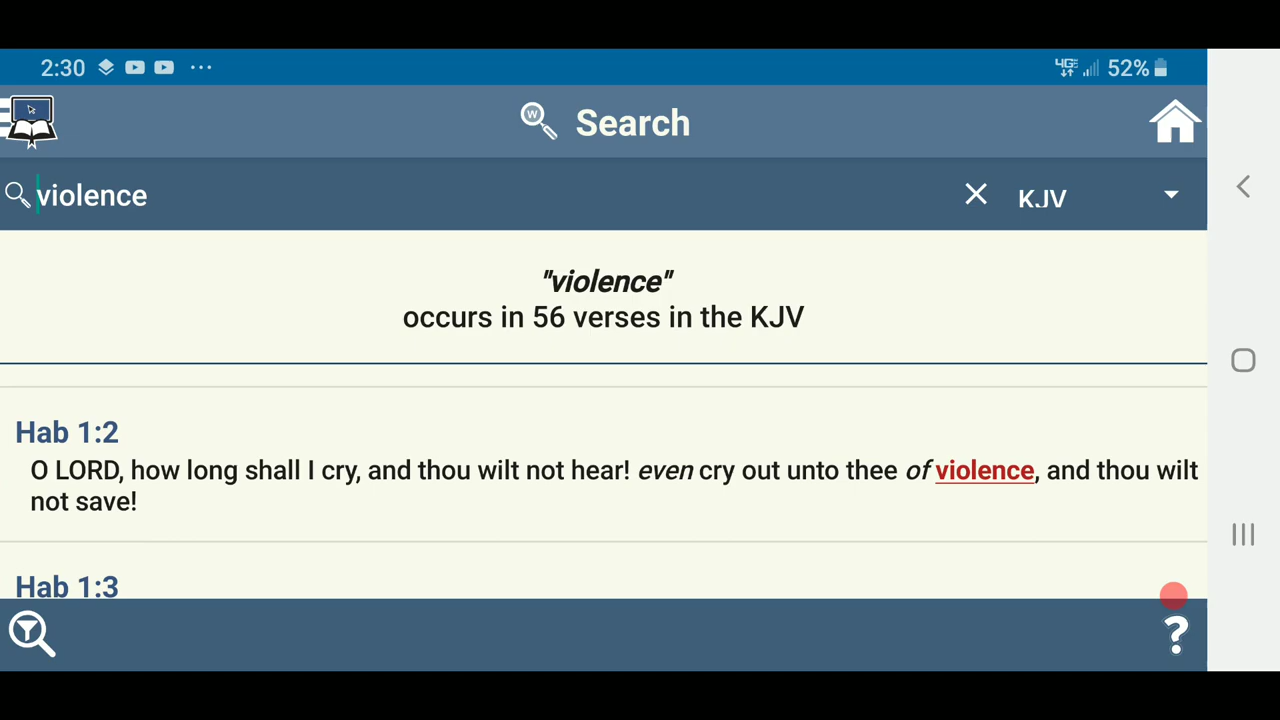 2:30 ... 4GE 52%
W Search
violence KJV
"violence"
occurs in 56 verses in the KJV
Hab 1:2
O LORD, how long shall I cry, and thou wilt not hear! even cry out unto thee of violence, and thou wilt
not save!
Hab 1:3
?